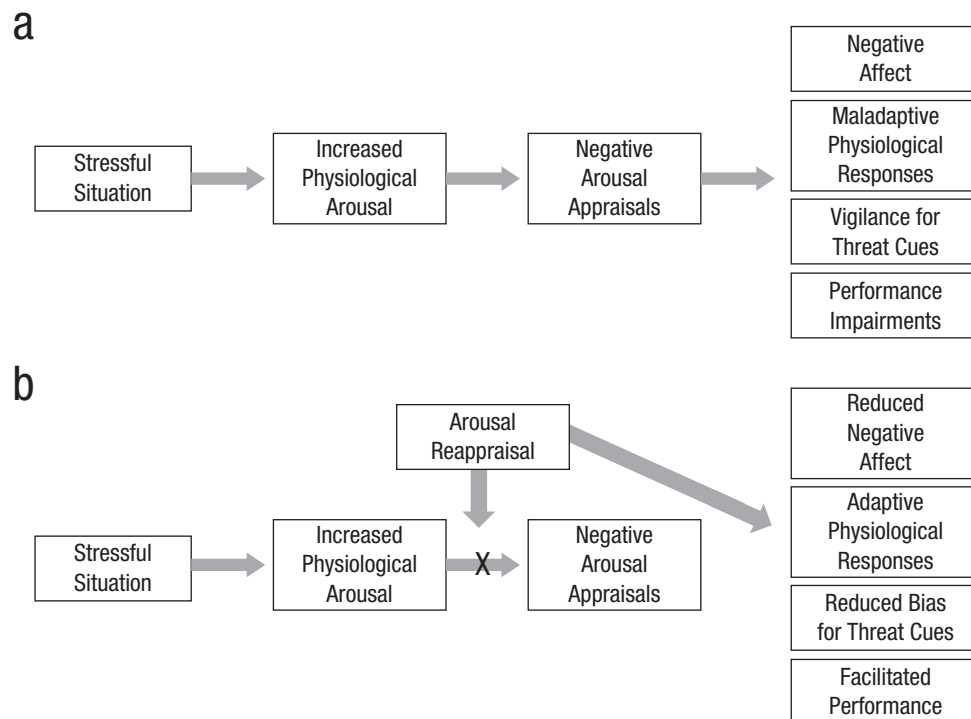 a
Stressful
Situation
Increased
Physiological
Arousal
Negative
Arousal
Appraisals
Negative
Affect
Maladaptive
Physiological
Responses
Vigilance for
Threat Cues
Performance
Impairments
b
Arousal
Reappraisal
Stressful
Situation
Increased
Physiological
Arousal
X
Negative
Arousal
Appraisals
Reduced
Negative
Affect
Adaptive
Physiological
Responses
Reduced Bias
for Threat Cues
Facilitated
Performance